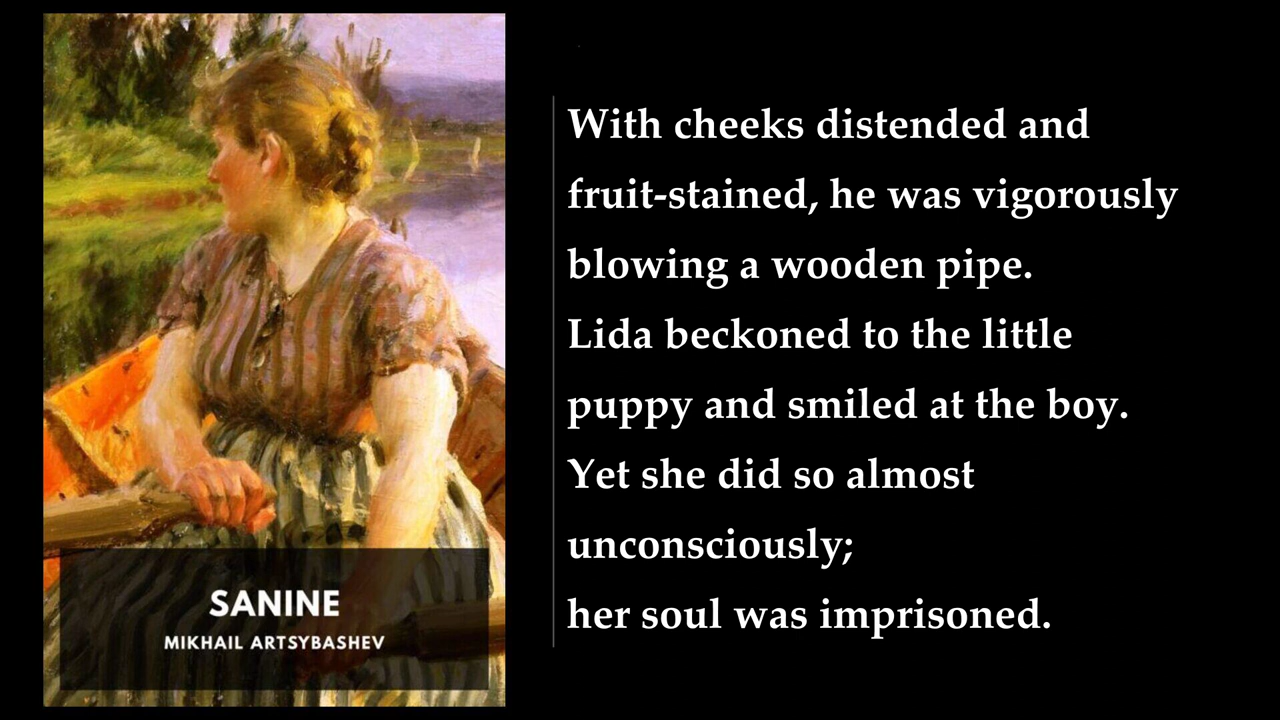 SANINE
MIKHAIL ARTSYBASHEV
With cheeks distended and
fruit-stained, he was vigorously
blowing a wooden pipe.
Lida beckoned to the little
puppy and smiled at the boy.
Yet she did so almost
unconsciously;
her soul was imprisoned.